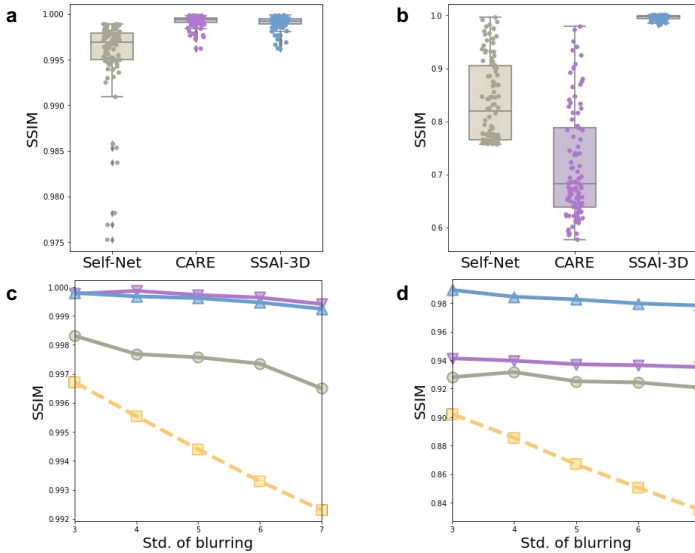 a
SSIM
1.000
0.995
0.990
0.985
0.980
0.975
Self-Net CARE SSAI-3D
b
SSIM
1.0
0.9
0.8
0.7
0.6
Self-Net CARE SSAI-3D
c
SSIM
1.000
0.999
0.998
0.997
0.996
0.995
0.994
0.993
0.992
3 4 5 6 7
Std. of blurring
d
SSIM
0.98
0.96
0.94
0.92
0.90
0.86
0.84
3 4 5 6 7
Std. of blurring